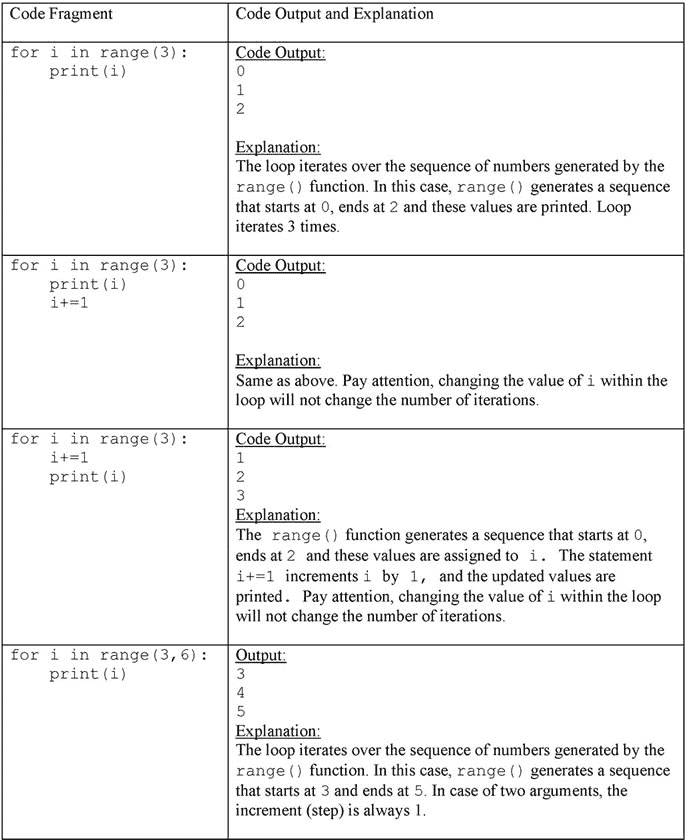 Code Fragment
Code Output and Explanation
for i in range(3):
    print(i)
Code Output:
0
1
2
Explanation:
The loop iterates over the sequence of numbers generated by the
range() function. In this case, range() generates a sequence
that starts at 0, ends at 2 and these values are printed. Loop
iterates 3 times.
for i in range(3):
    print(i)
    i+=1
Code Output:
0
1
2
Explanation:
Same as above. Pay attention, changing the value of i within the
loop will not change the number of iterations.
for i in range(3):
    i+=1
    print(i)
Code Output:
1
2
3
Explanation:
The range() function generates a sequence that starts at 0,
ends at 2 and these values are assigned to i. The statement
i+=1 increments i by 1, and the updated values are
printed. Pay attention, changing the value of i within the loop
will not change the number of iterations.
for i in range(3,6):
    print(i)
Output:
3
4
5
Explanation:
The loop iterates over the sequence of numbers generated by the
range() function. In this case, range() generates a sequence
that starts at 3 and ends at 5. In case of two arguments, the
increment (step) is always 1.